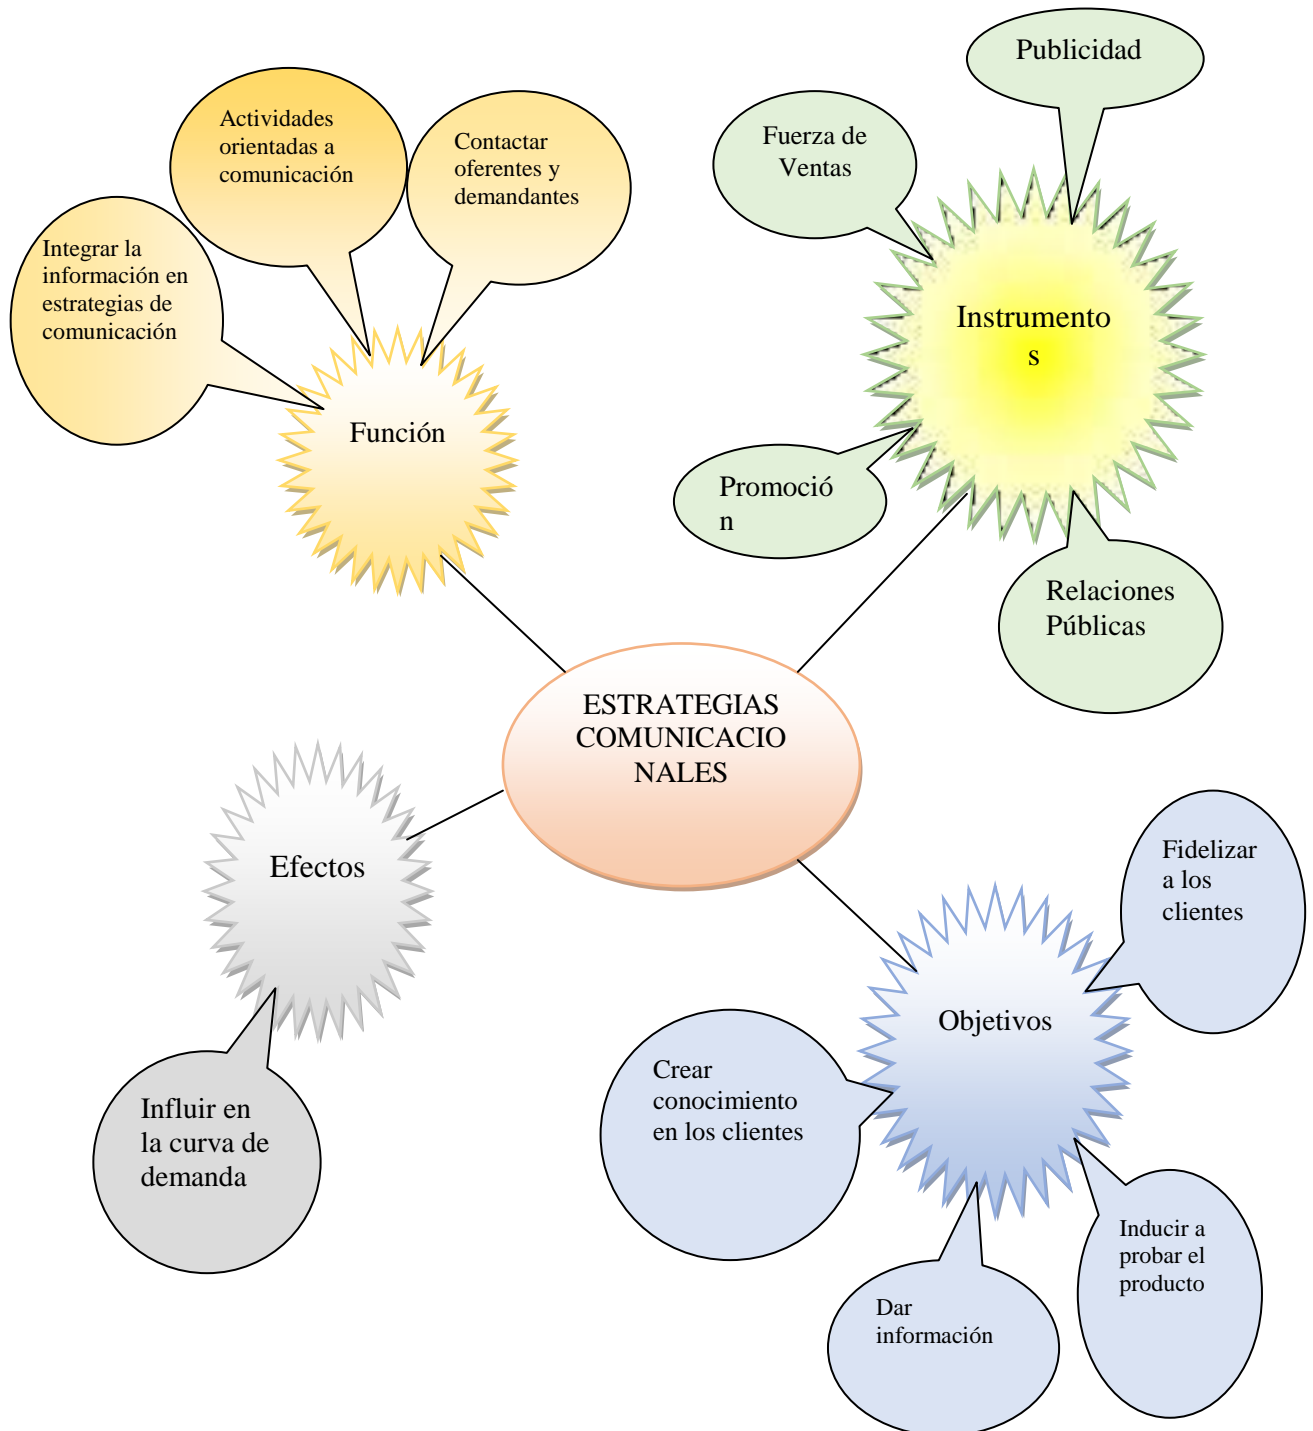 Publicidad
Actividades
orientadas a
comunicación
Contactar
oferentes y
demandantes
Fuerza de
Ventas
Integrar la
información en
estrategias de
comunicación
Instrumento
s
Función
Promoció
n
Relaciones
Públicas
ESTRATEGIAS
COMUNICACIO
NALES
Efectos
Fidelizar
a los
clientes
Objetivos
Crear
conocimiento
en los clientes
Influir en
la curva de
demanda
Inducir a
probar el
producto
Dar
información